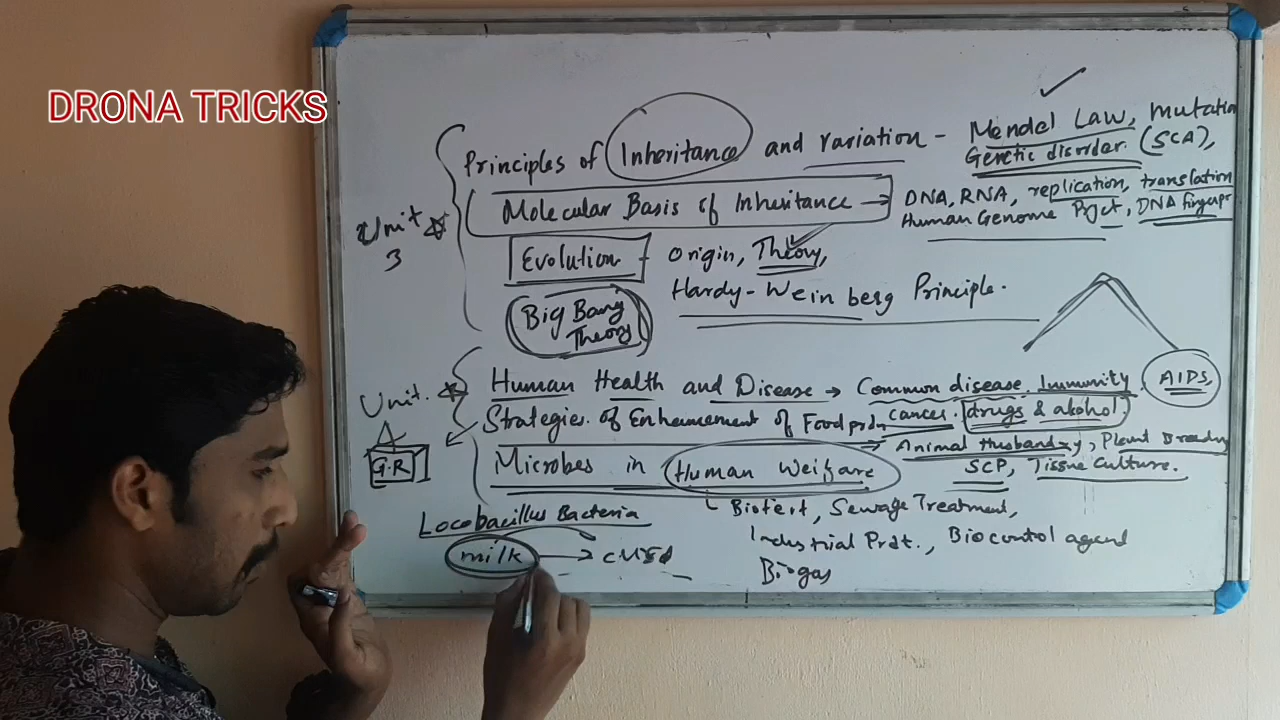 DRONA TRICKS
Principles of Inheritance and variation - Mendel Law, mutation
Genetic disorder (SCA),
Unit 3
Molecular Basis of Inheritance → DNA, RNA, replication, translation
Human Genome Prjct, DNA fingerpr
Evolution - Origin, Theory,
Hardy-Weinberg Principle.
Big Bang
Theory
Unit.
Human Health and Disease → Common disease. Immunity. AIDS,
Strategies of Enhancement of Food prdn cancer. drugs & alcohol
G.R
→ Animal Husbandry, Plant Breeding
SCP, Tissue Culture.
Microbes in Human Welfare
Biofert, Sewage Treatment,
Industrial Prdt., Biocontrol agent
Biogas
Locobacillus Bacteria
milk → curd